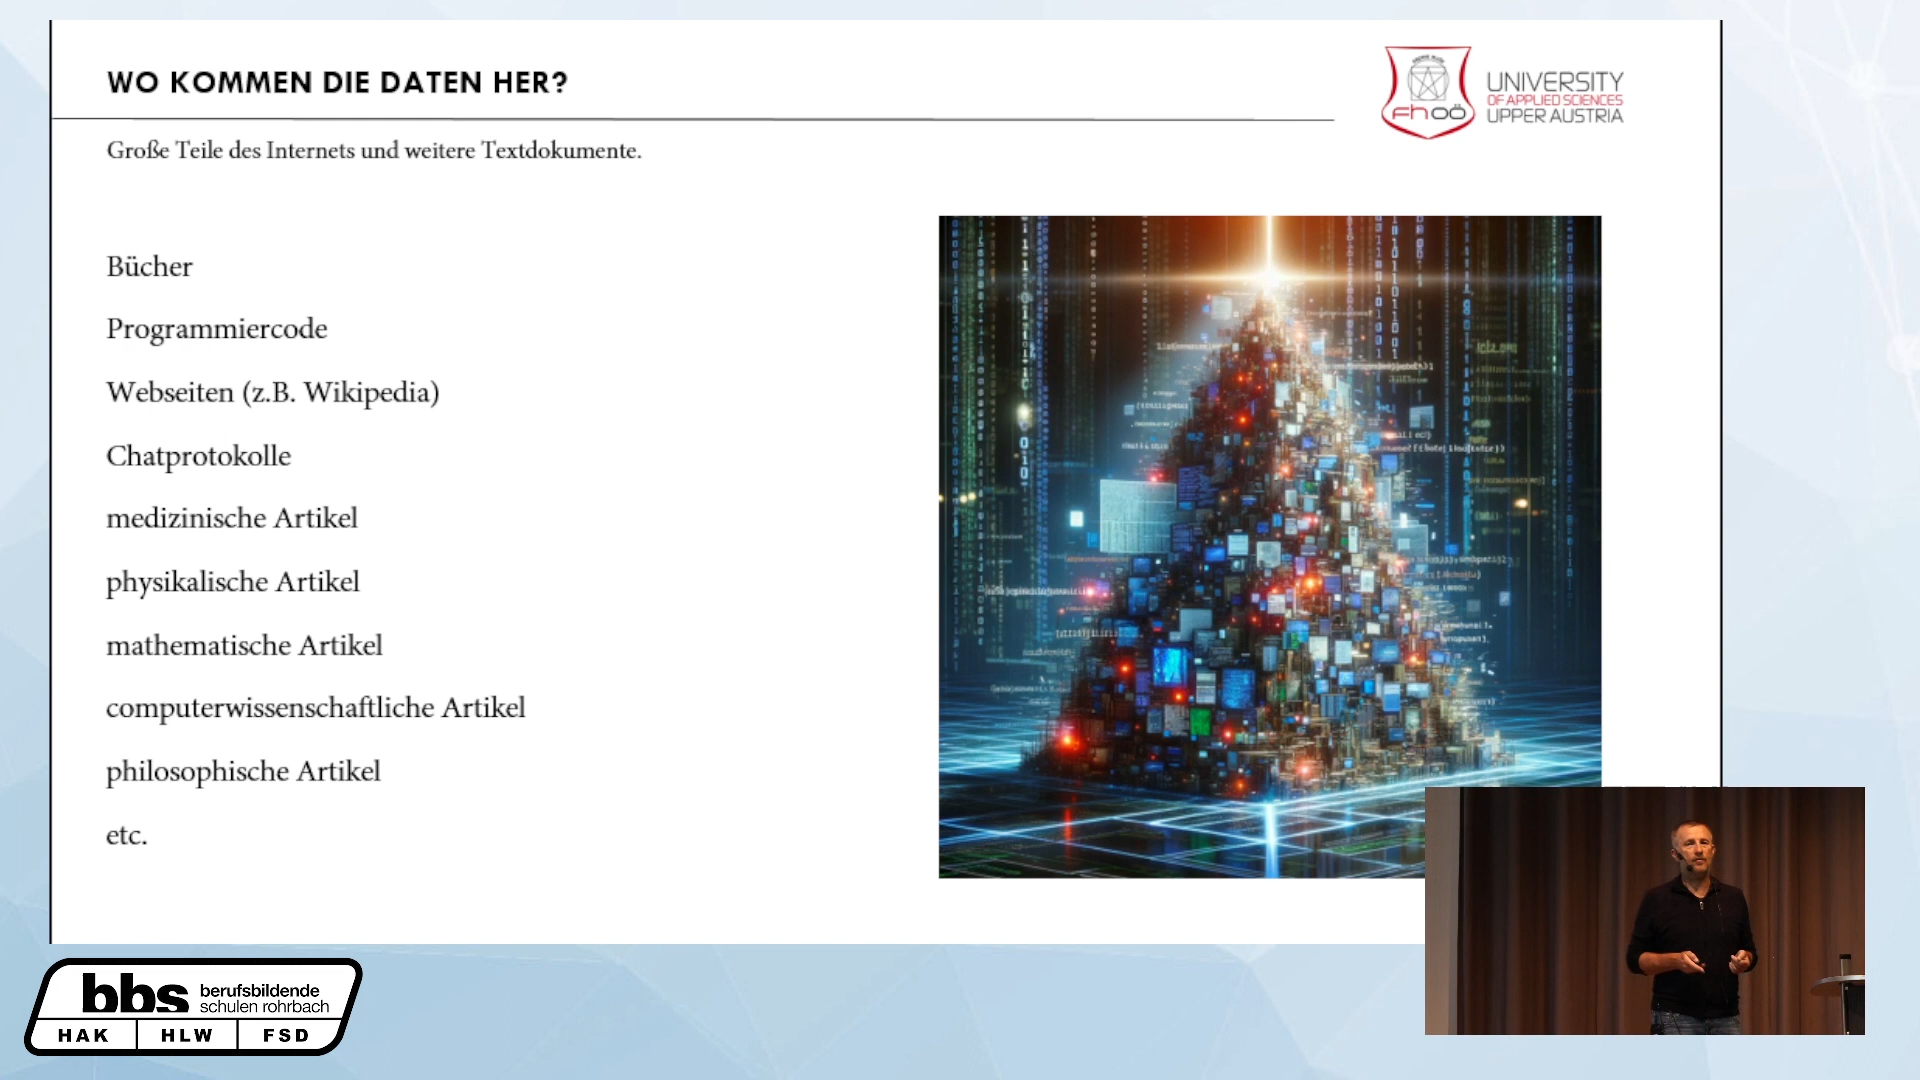 WO KOMMEN DIE DATEN HER?
Große Teile des Internets und weitere Textdokumente.
UNIVERSITY
OF APPLIED SCIENCES
UPPER AUSTRIA
fh oö
Bücher
Programmiercode
Webseiten (z.B. Wikipedia)
Chatprotokolle
medizinische Artikel
physikalische Artikel
mathematische Artikel
computerwissenschaftliche Artikel
philosophische Artikel
etc.
bbs berufsbildende
schulen rohrbach
HAK HLW FSD